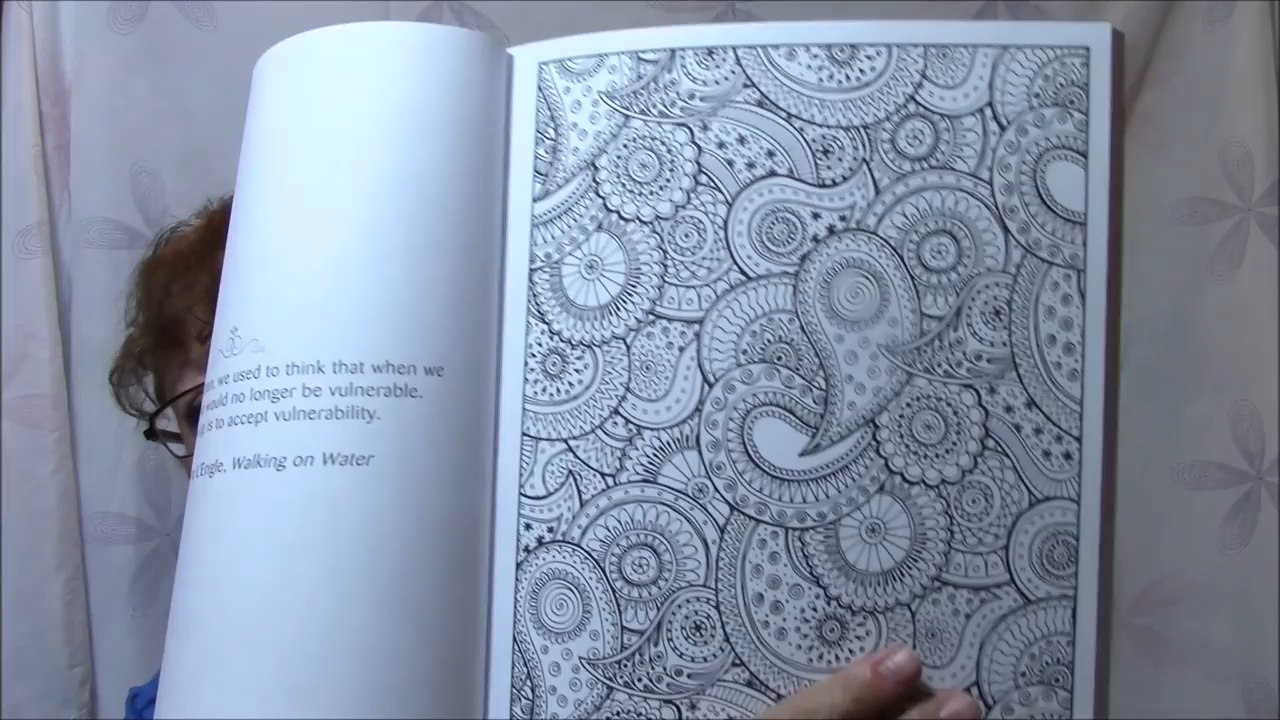 we used to think that when we
would no longer be vulnerable.
is to accept vulnerability.
L'Engle, Walking on Water